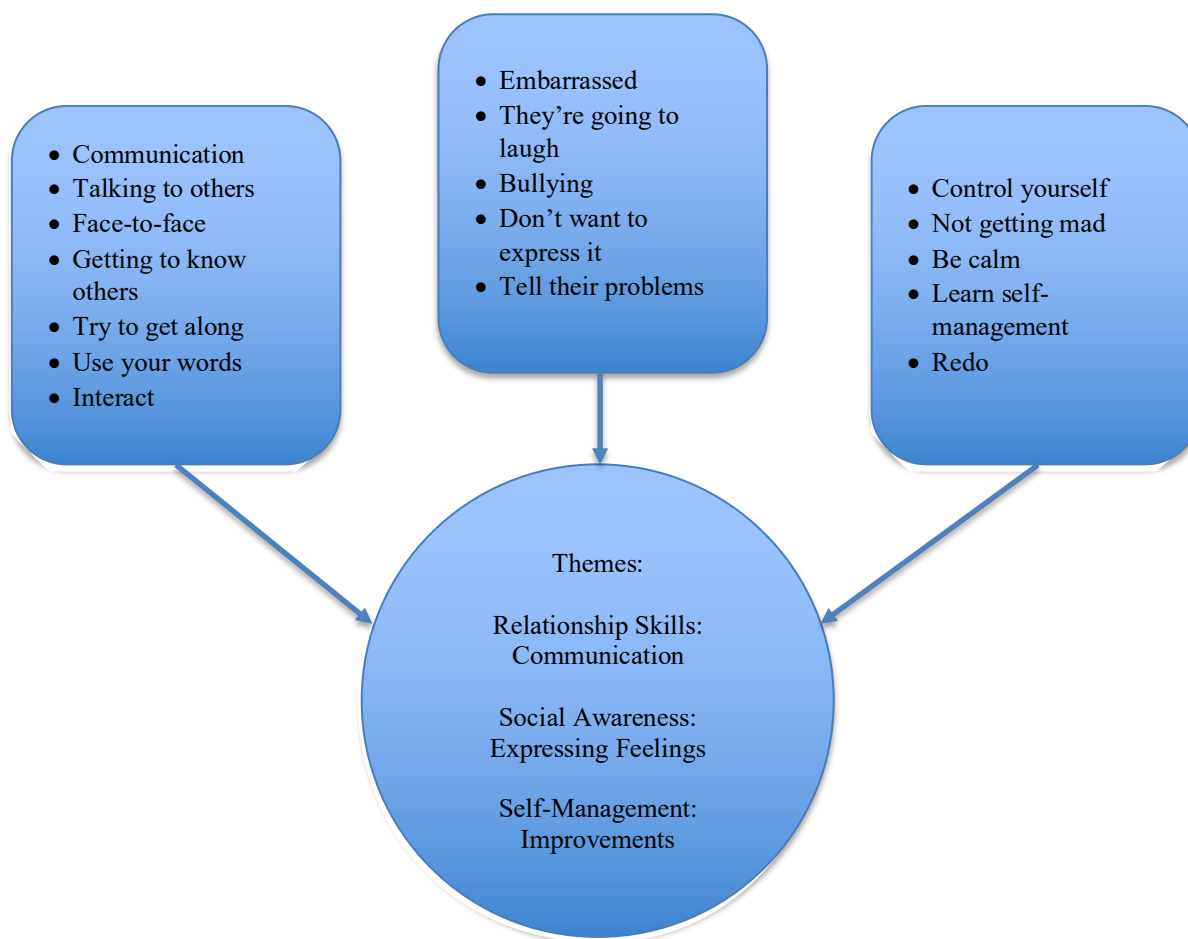 • Communication
• Talking to others
• Face-to-face
• Getting to know
others
• Try to get along
• Use your words
• Interact
• Embarrassed
• They’re going to
laugh
• Bullying
• Don’t want to
express it
• Tell their problems
• Control yourself
• Not getting mad
• Be calm
• Learn self-
management
• Redo
Themes:
Relationship Skills:
Communication
Social Awareness:
Expressing Feelings
Self-Management:
Improvements